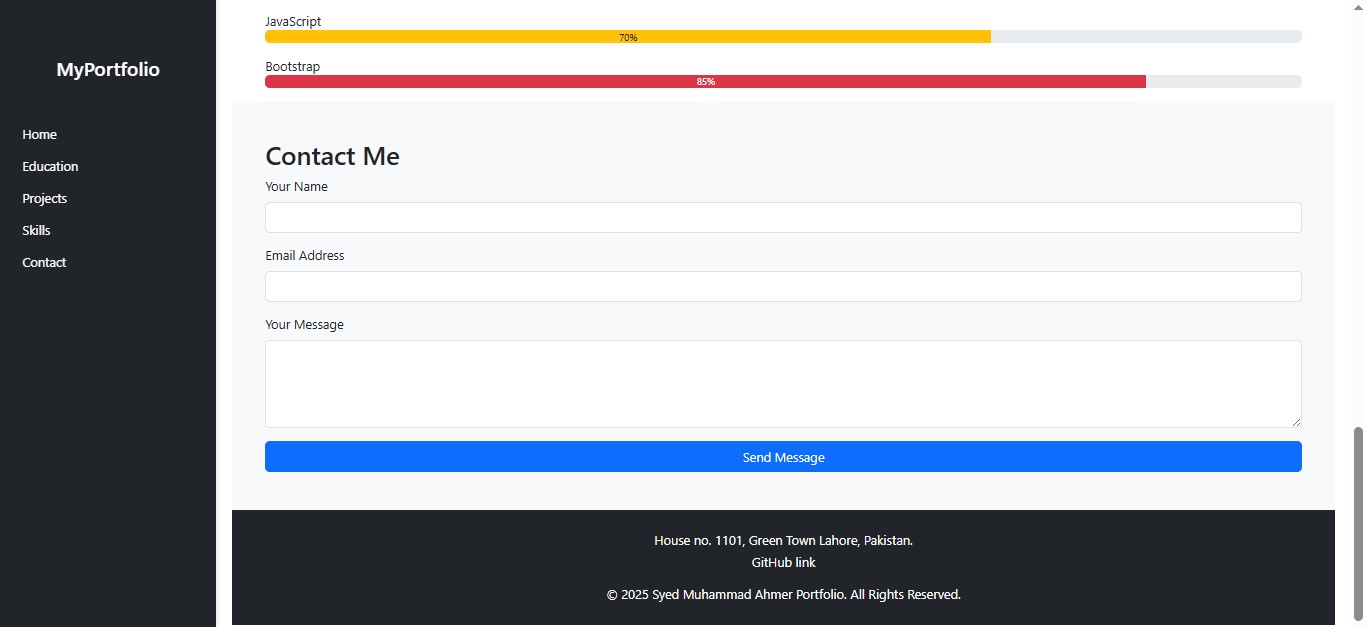 MyPortfolio
Home
Education
Projects
Skills
Contact
JavaScript
70%
Bootstrap
85%
Contact Me
Your Name
Email Address
Your Message
Send Message
House no. 1101, Green Town Lahore, Pakistan.
GitHub link
© 2025 Syed Muhammad Ahmer Portfolio. All Rights Reserved.